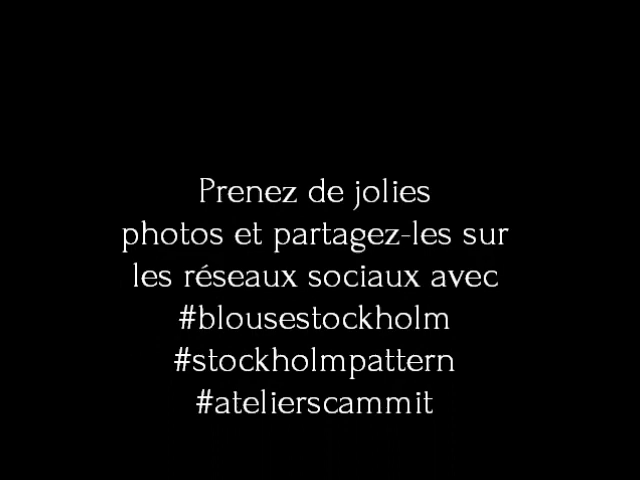 Prenez de jolies
photos et partagez-les sur
les réseaux sociaux avec
#blousestockholm
#stockholmpattern
#atelierscammit